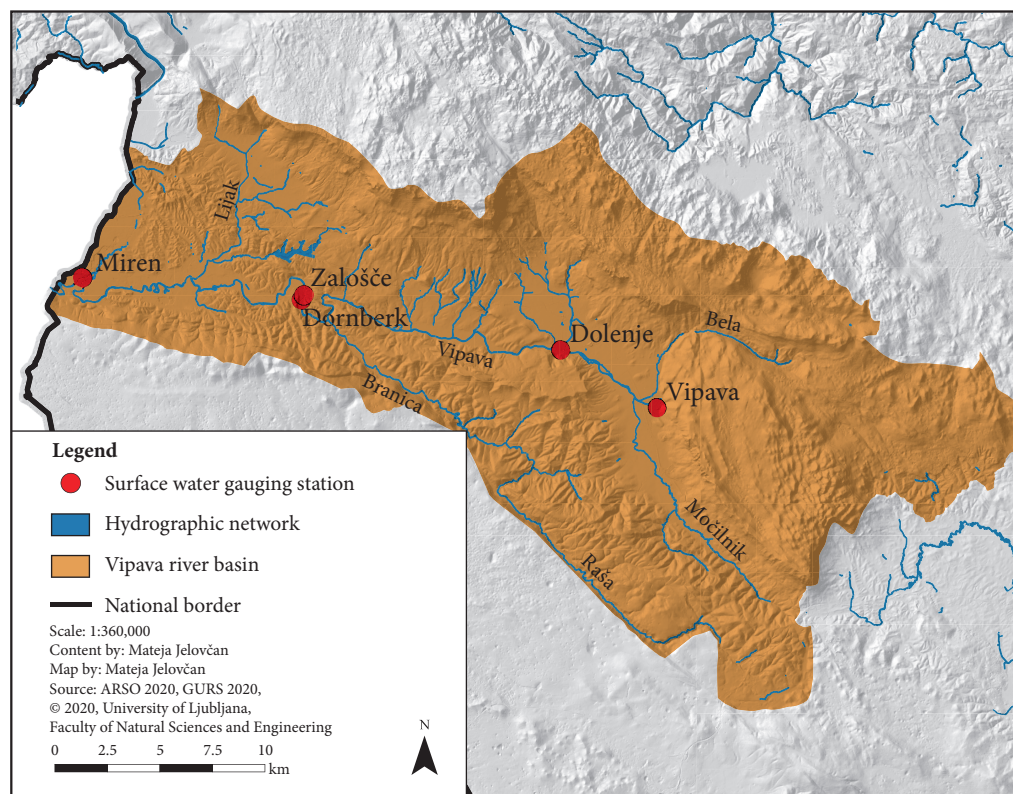 Lijak
Miren
Zalošče
Dornberk
Dolenje
Bela
Vipava
Vipava
Branica
Močilnik
Raša
Legend
Surface water gauging station
Hydrographic network
Vipava river basin
National border
Scale: 1:360,000
Content by: Mateja Jelovčan
Map by: Mateja Jelovčan
Source: ARSO 2020, GURS 2020,
© 2020, University of Ljubljana,
Faculty of Natural Sciences and Engineering
N
0 2.5 5 7.5 10
km